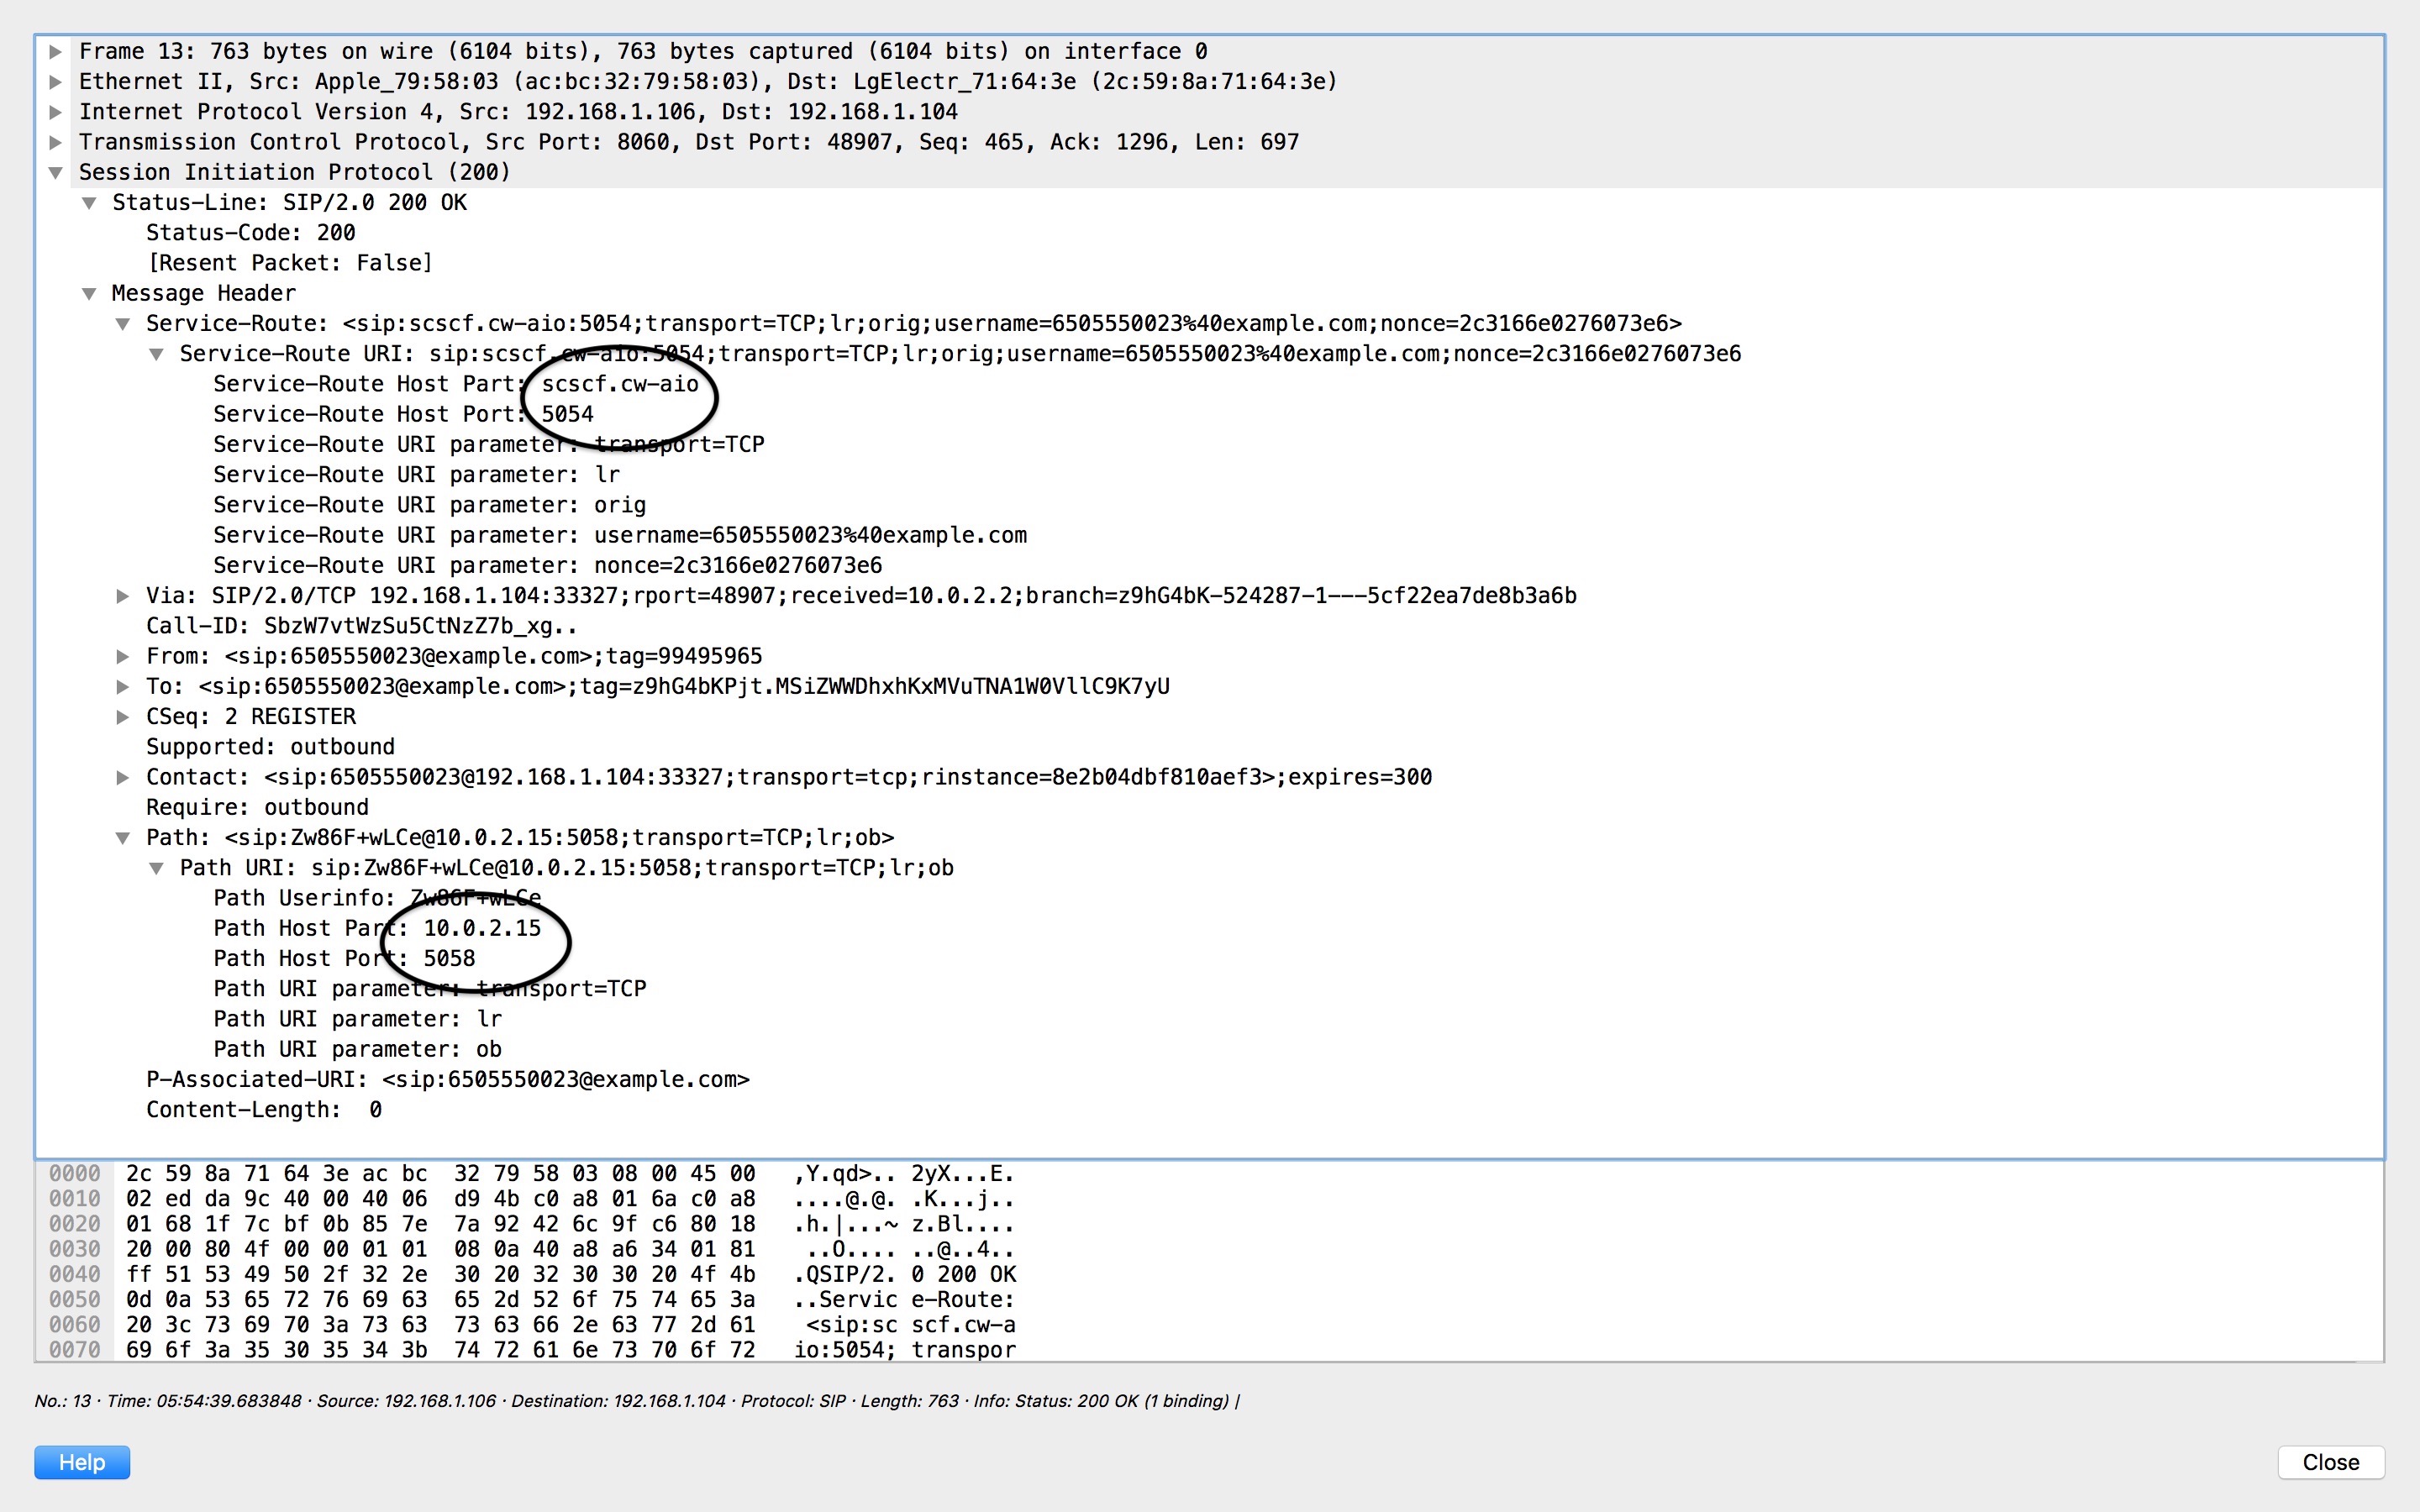 Frame 13: 763 bytes on wire (6104 bits), 763 bytes captured (6104 bits) on interface 0
Ethernet II, Src: Apple_79:58:03 (ac:bc:32:79:58:03), Dst: LgElectr_71:64:3e (2c:59:8a:71:64:3e)
Internet Protocol Version 4, Src: 192.168.1.106, Dst: 192.168.1.104
Transmission Control Protocol, Src Port: 8060, Dst Port: 48907, Seq: 465, Ack: 1296, Len: 697
Session Initiation Protocol (200)
Status-Line: SIP/2.0 200 OK
Status-Code: 200
[Resent Packet: False]
Message Header
Service-Route: <sip:scscf.cw-aio:5054;transport=TCP;lr;orig;username=6505550023%40example.com;nonce=2c3166e0276073e6>
Service-Route URI: sip:scscf.cw-aio:5054;transport=TCP;lr;orig;username=6505550023%40example.com;nonce=2c3166e0276073e6
Service-Route Host Part: scscf.cw-aio
Service-Route Host Port: 5054
Service-Route URI parameter: transport=TCP
Service-Route URI parameter: lr
Service-Route URI parameter: orig
Service-Route URI parameter: username=6505550023%40example.com
Service-Route URI parameter: nonce=2c3166e0276073e6
Via: SIP/2.0/TCP 192.168.1.104:33327;rport=48907;received=10.0.2.2;branch=z9hG4bK-524287-1---5cf22ea7de8b3a6b
Call-ID: SbzW7vtWzSu5CtNzZ7b_xg..
From: <sip:6505550023@example.com>;tag=99495965
To: <sip:6505550023@example.com>;tag=z9hG4bKPjt.MSiZWWDhxhKxMVuTNA1W0VllC9K7yU
CSeq: 2 REGISTER
Supported: outbound
Contact: <sip:6505550023@192.168.1.104:33327;transport=tcp;rinstance=8e2b04dbf810aef3>;expires=300
Require: outbound
Path: <sip:Zw86F+wLCe@10.0.2.15:5058;transport=TCP;lr;ob>
Path URI: sip:Zw86F+wLCe@10.0.2.15:5058;transport=TCP;lr;ob
Path Userinfo: Zw86F+wLCe
Path Host Part: 10.0.2.15
Path Host Port: 5058
Path URI parameter: transport=TCP
Path URI parameter: lr
Path URI parameter: ob
P-Associated-URI: <sip:6505550023@example.com>
Content-Length:  0
0000 2c 59 8a 71 64 3e ac bc  32 79 58 03 08 00 45 00 ,Y.qd>.. 2yX...E.
0010 02 ed da 9c 40 00 40 06  d9 4b c0 a8 01 6a c0 a8 ....@.@. .K...j..
0020 01 68 1f 7c bf 0b 85 7e  7a 92 42 6c 9f c6 80 18 .h.|...~ z.Bl....
0030 20 00 80 4f 00 00 01 01  08 0a 40 a8 a6 34 01 81 ..O.... ..@..4..
0040 ff 51 53 49 50 2f 32 2e  30 20 32 30 30 20 4f 4b .QSIP/2. 0 200 OK
0050 0d 0a 53 65 72 76 69 63  65 2d 52 6f 75 74 65 3a ..Servic e-Route:
0060 20 3c 73 69 70 3a 73 63  73 63 66 2e 63 77 2d 61 <sip:sc scf.cw-a
0070 69 6f 3a 35 30 35 34 3b  74 72 61 6e 73 70 6f 72 io:5054; transpor
No.: 13 · Time: 05:54:39.683848 · Source: 192.168.1.106 · Destination: 192.168.1.104 · Protocol: SIP · Length: 763 · Info: Status: 200 OK (1 binding) |
Help
Close